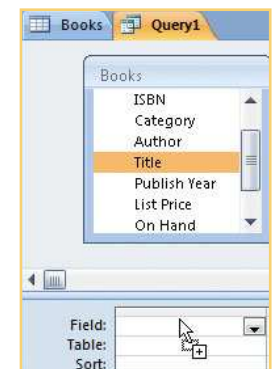 Books Query1
Books
ISBN
Category
Author
Title
Publish Year
List Price
On Hand
Field:
Table:
Sort: